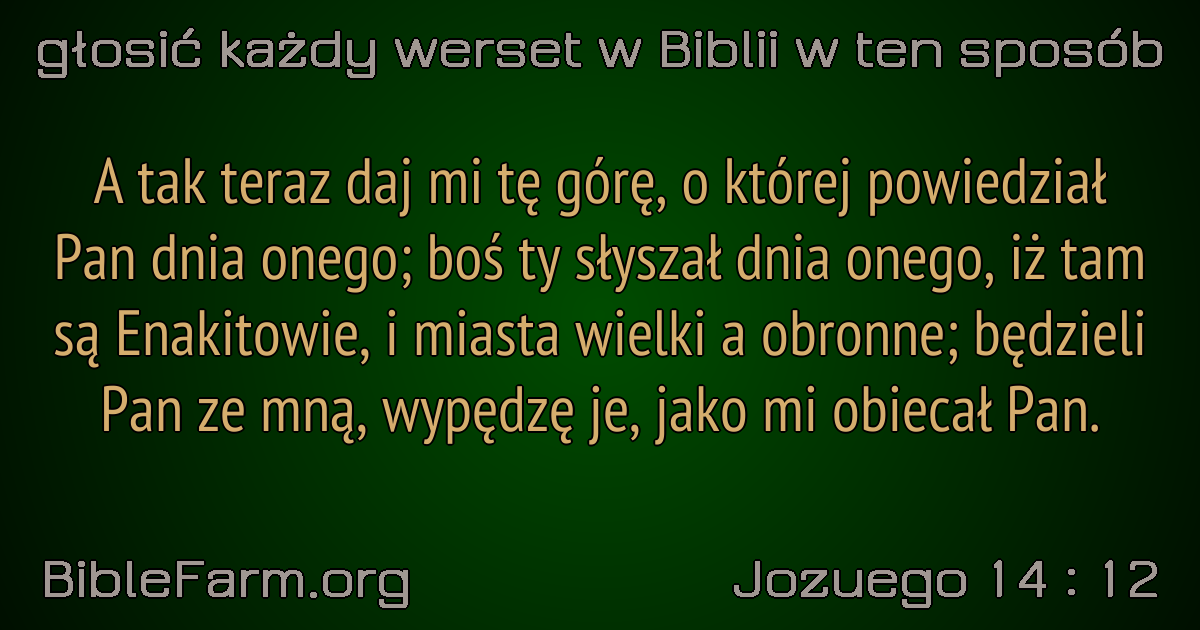 głosić każdy werset w Biblii w ten sposób
A tak teraz daj mi tę górę, o której powiedział
Pan dnia onego; boś ty słyszał dnia onego, iż tam
są Enakitowie, i miasta wielki a obronne; będzieli
Pan ze mną, wypędzę je, jako mi obiecał Pan.
BibleFarm.org
Jozuego 14 : 12